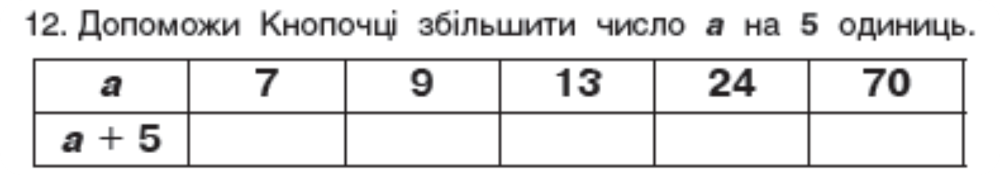 12. Допоможи Кнопочці збільшити число а на 5 одиниць.
а 7 9 13 24 70
а + 5